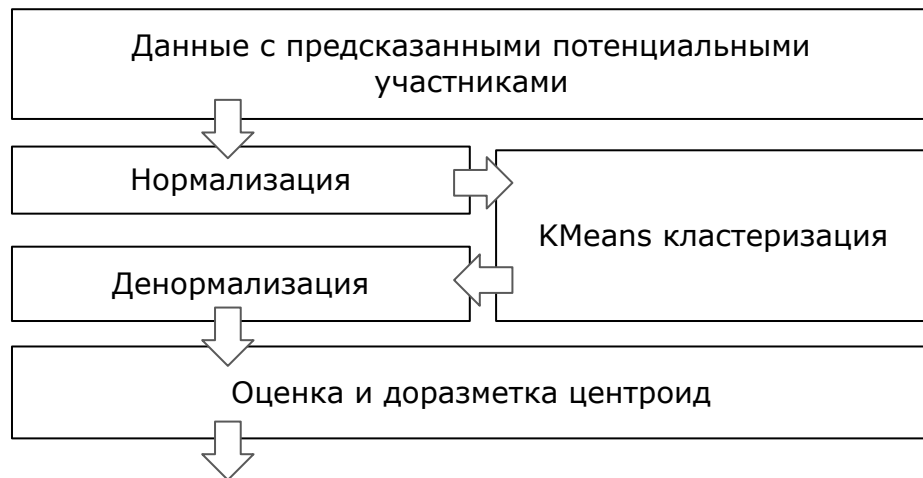 Данные с предсказанными потенциальными
участниками
Нормализация
KMeans кластеризация
Денормализация
Оценка и доразметка центроид